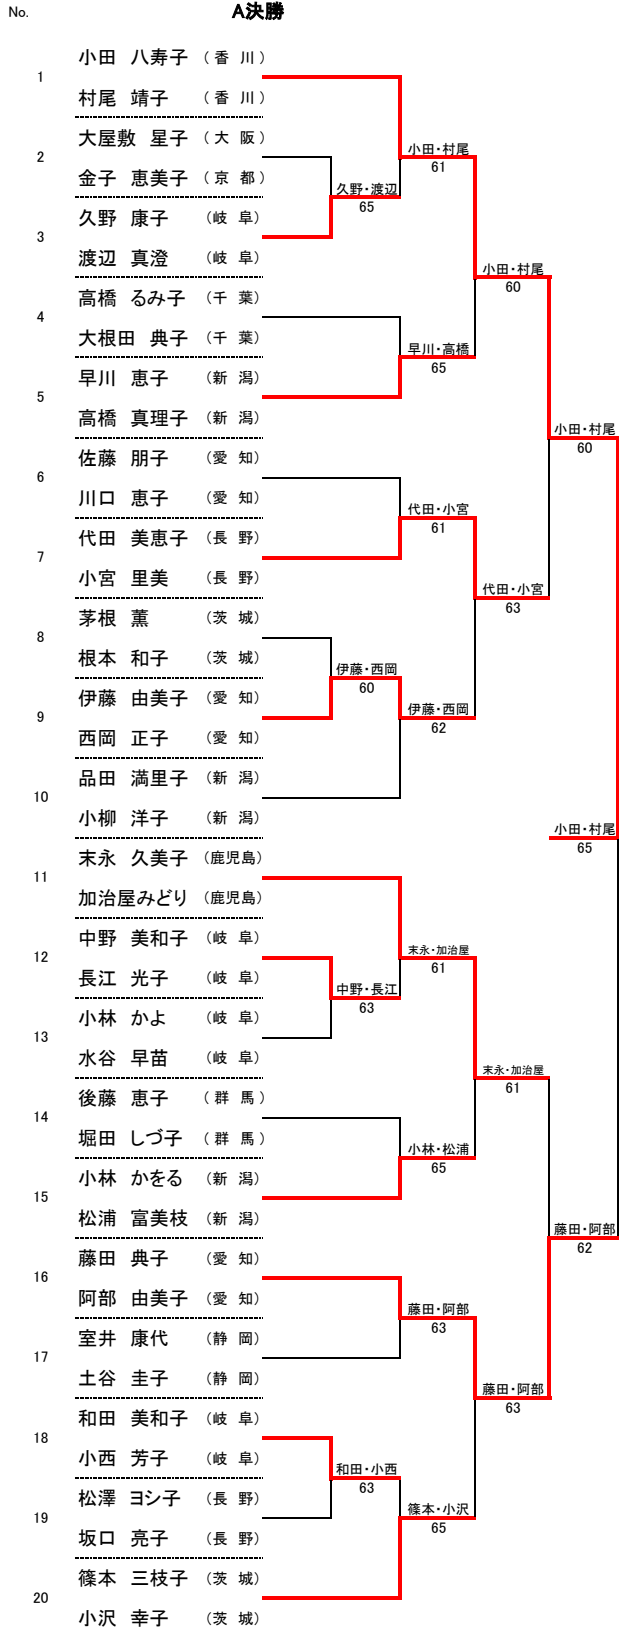 No. A決勝
小田 八寿子 (香 川)
1
村尾 靖子 (香 川)
大屋敷 星子 (大 阪)
小田・村尾
2
61
金子 恵美子 (京 都)
久野・渡辺
65
久野 康子 (岐 阜)
3
渡辺 真澄 (岐 阜)
小田・村尾
60
高橋 るみ子 (千 葉)
4
大根田 典子 (千 葉)
早川・高橋
65
早川 恵子 (新 潟)
5
高橋 真理子 (新 潟)
小田・村尾
60
佐藤 朋子 (愛 知)
6
川口 恵子 (愛 知)
代田・小宮
61
代田 美恵子 (長 野)
7
小宮 里美 (長 野)
代田・小宮
63
茅根 薫 (茨 城)
8
根本 和子 (茨 城)
伊藤・西岡
60
伊藤 由美子 (愛 知)
伊藤・西岡
9
62
西岡 正子 (愛 知)
品田 満里子 (新 潟)
10
小柳 洋子 (新 潟)
小田・村尾
65
末永 久美子 (鹿児島)
11
加治屋みどり (鹿児島)
中野 美和子 (岐 阜)
末永・加治屋
12
61
長江 光子 (岐 阜)
中野・長江
63
小林 かよ (岐 阜)
13
水谷 早苗 (岐 阜)
末永・加治屋
61
後藤 恵子 (群 馬)
14
堀田 しづ子 (群 馬)
小林・松浦
65
小林 かをる (新 潟)
15
松浦 富美枝 (新 潟)
藤田・阿部
62
藤田 典子 (愛 知)
16
阿部 由美子 (愛 知)
藤田・阿部
63
室井 康代 (静 岡)
17
土谷 圭子 (静 岡)
藤田・阿部
63
和田 美和子 (岐 阜)
18
小西 芳子 (岐 阜)
和田・小西
63
松澤 ヨシ子 (長 野)
篠本・小沢
19
65
坂口 亮子 (長 野)
篠本 三枝子 (茨 城)
20
小沢 幸子 (茨 城)